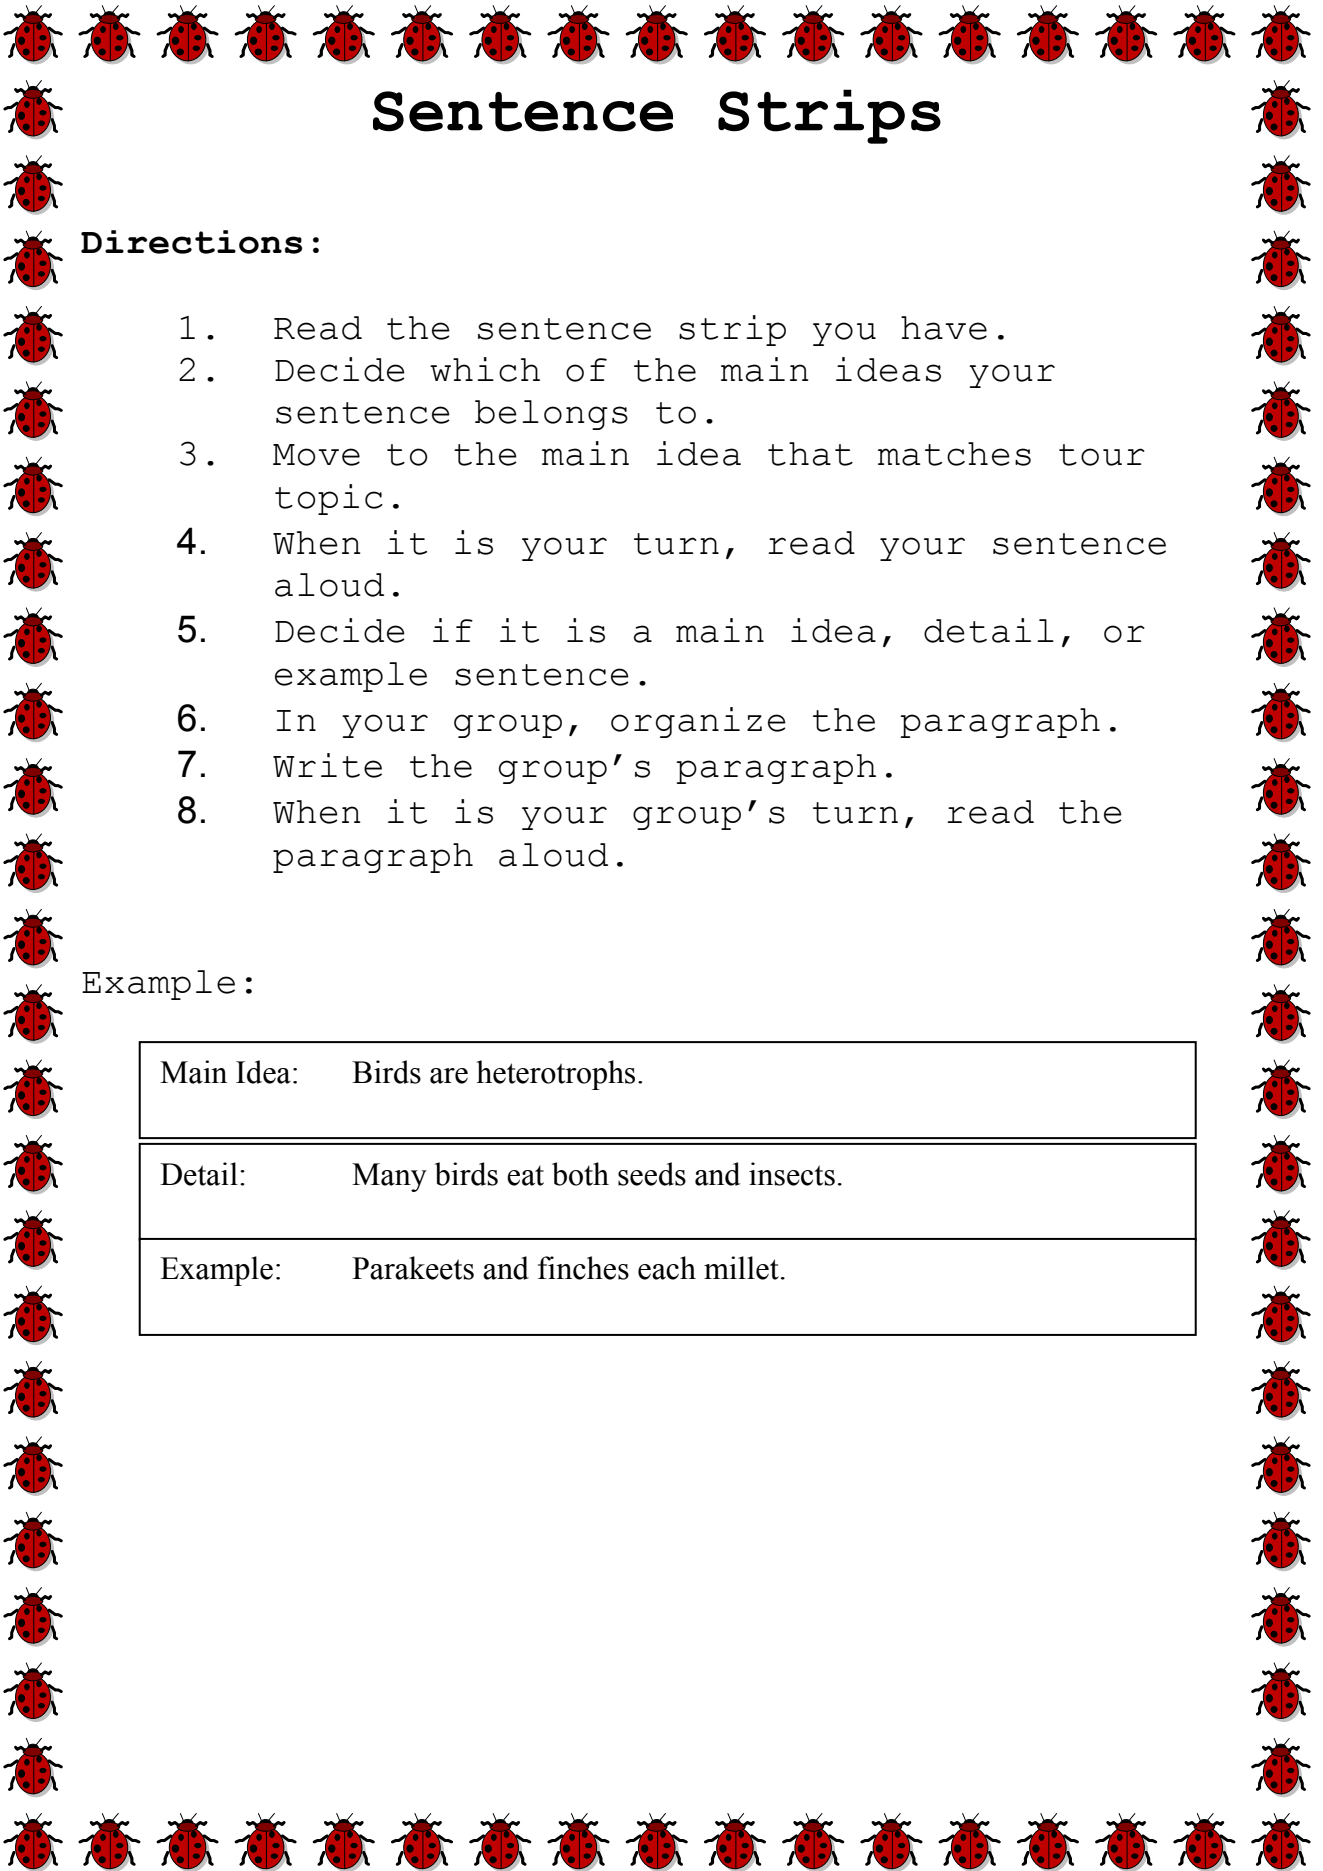 Sentence Strips
Directions:
1. Read the sentence strip you have.
2. Decide which of the main ideas your
sentence belongs to.
3. Move to the main idea that matches tour
topic.
4. When it is your turn, read your sentence
aloud.
5. Decide if it is a main idea, detail, or
example sentence.
6. In your group, organize the paragraph.
7. Write the group’s paragraph.
8. When it is your group’s turn, read the
paragraph aloud.
Example:
Main Idea: Birds are heterotrophs.
Detail: Many birds eat both seeds and insects.
Example: Parakeets and finches each millet.